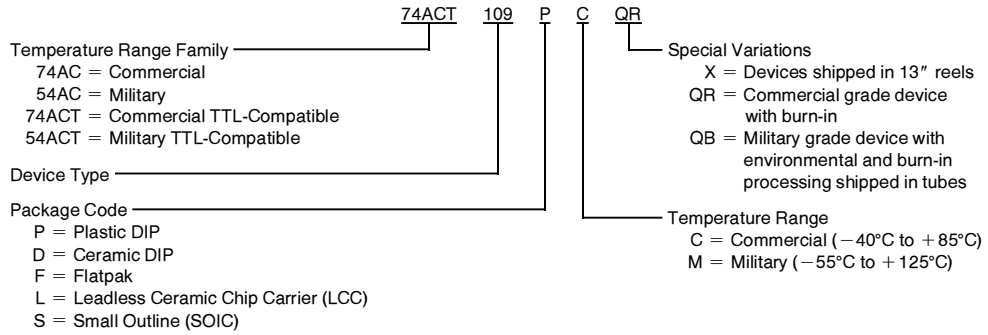 74ACT 109 P C QR
Temperature Range Family
74AC = Commercial
54AC = Military
74ACT = Commercial TTL-Compatible
54ACT = Military TTL-Compatible
Device Type
Package Code
P = Plastic DIP
D = Ceramic DIP
F = Flatpak
L = Leadless Ceramic Chip Carrier (LCC)
S = Small Outline (SOIC)
Special Variations
X = Devices shipped in 13″ reels
QR = Commercial grade device
with burn-in
QB = Military grade device with
environmental and burn-in
processing shipped in tubes
Temperature Range
C = Commercial (−40°C to +85°C)
M = Military (−55°C to +125°C)